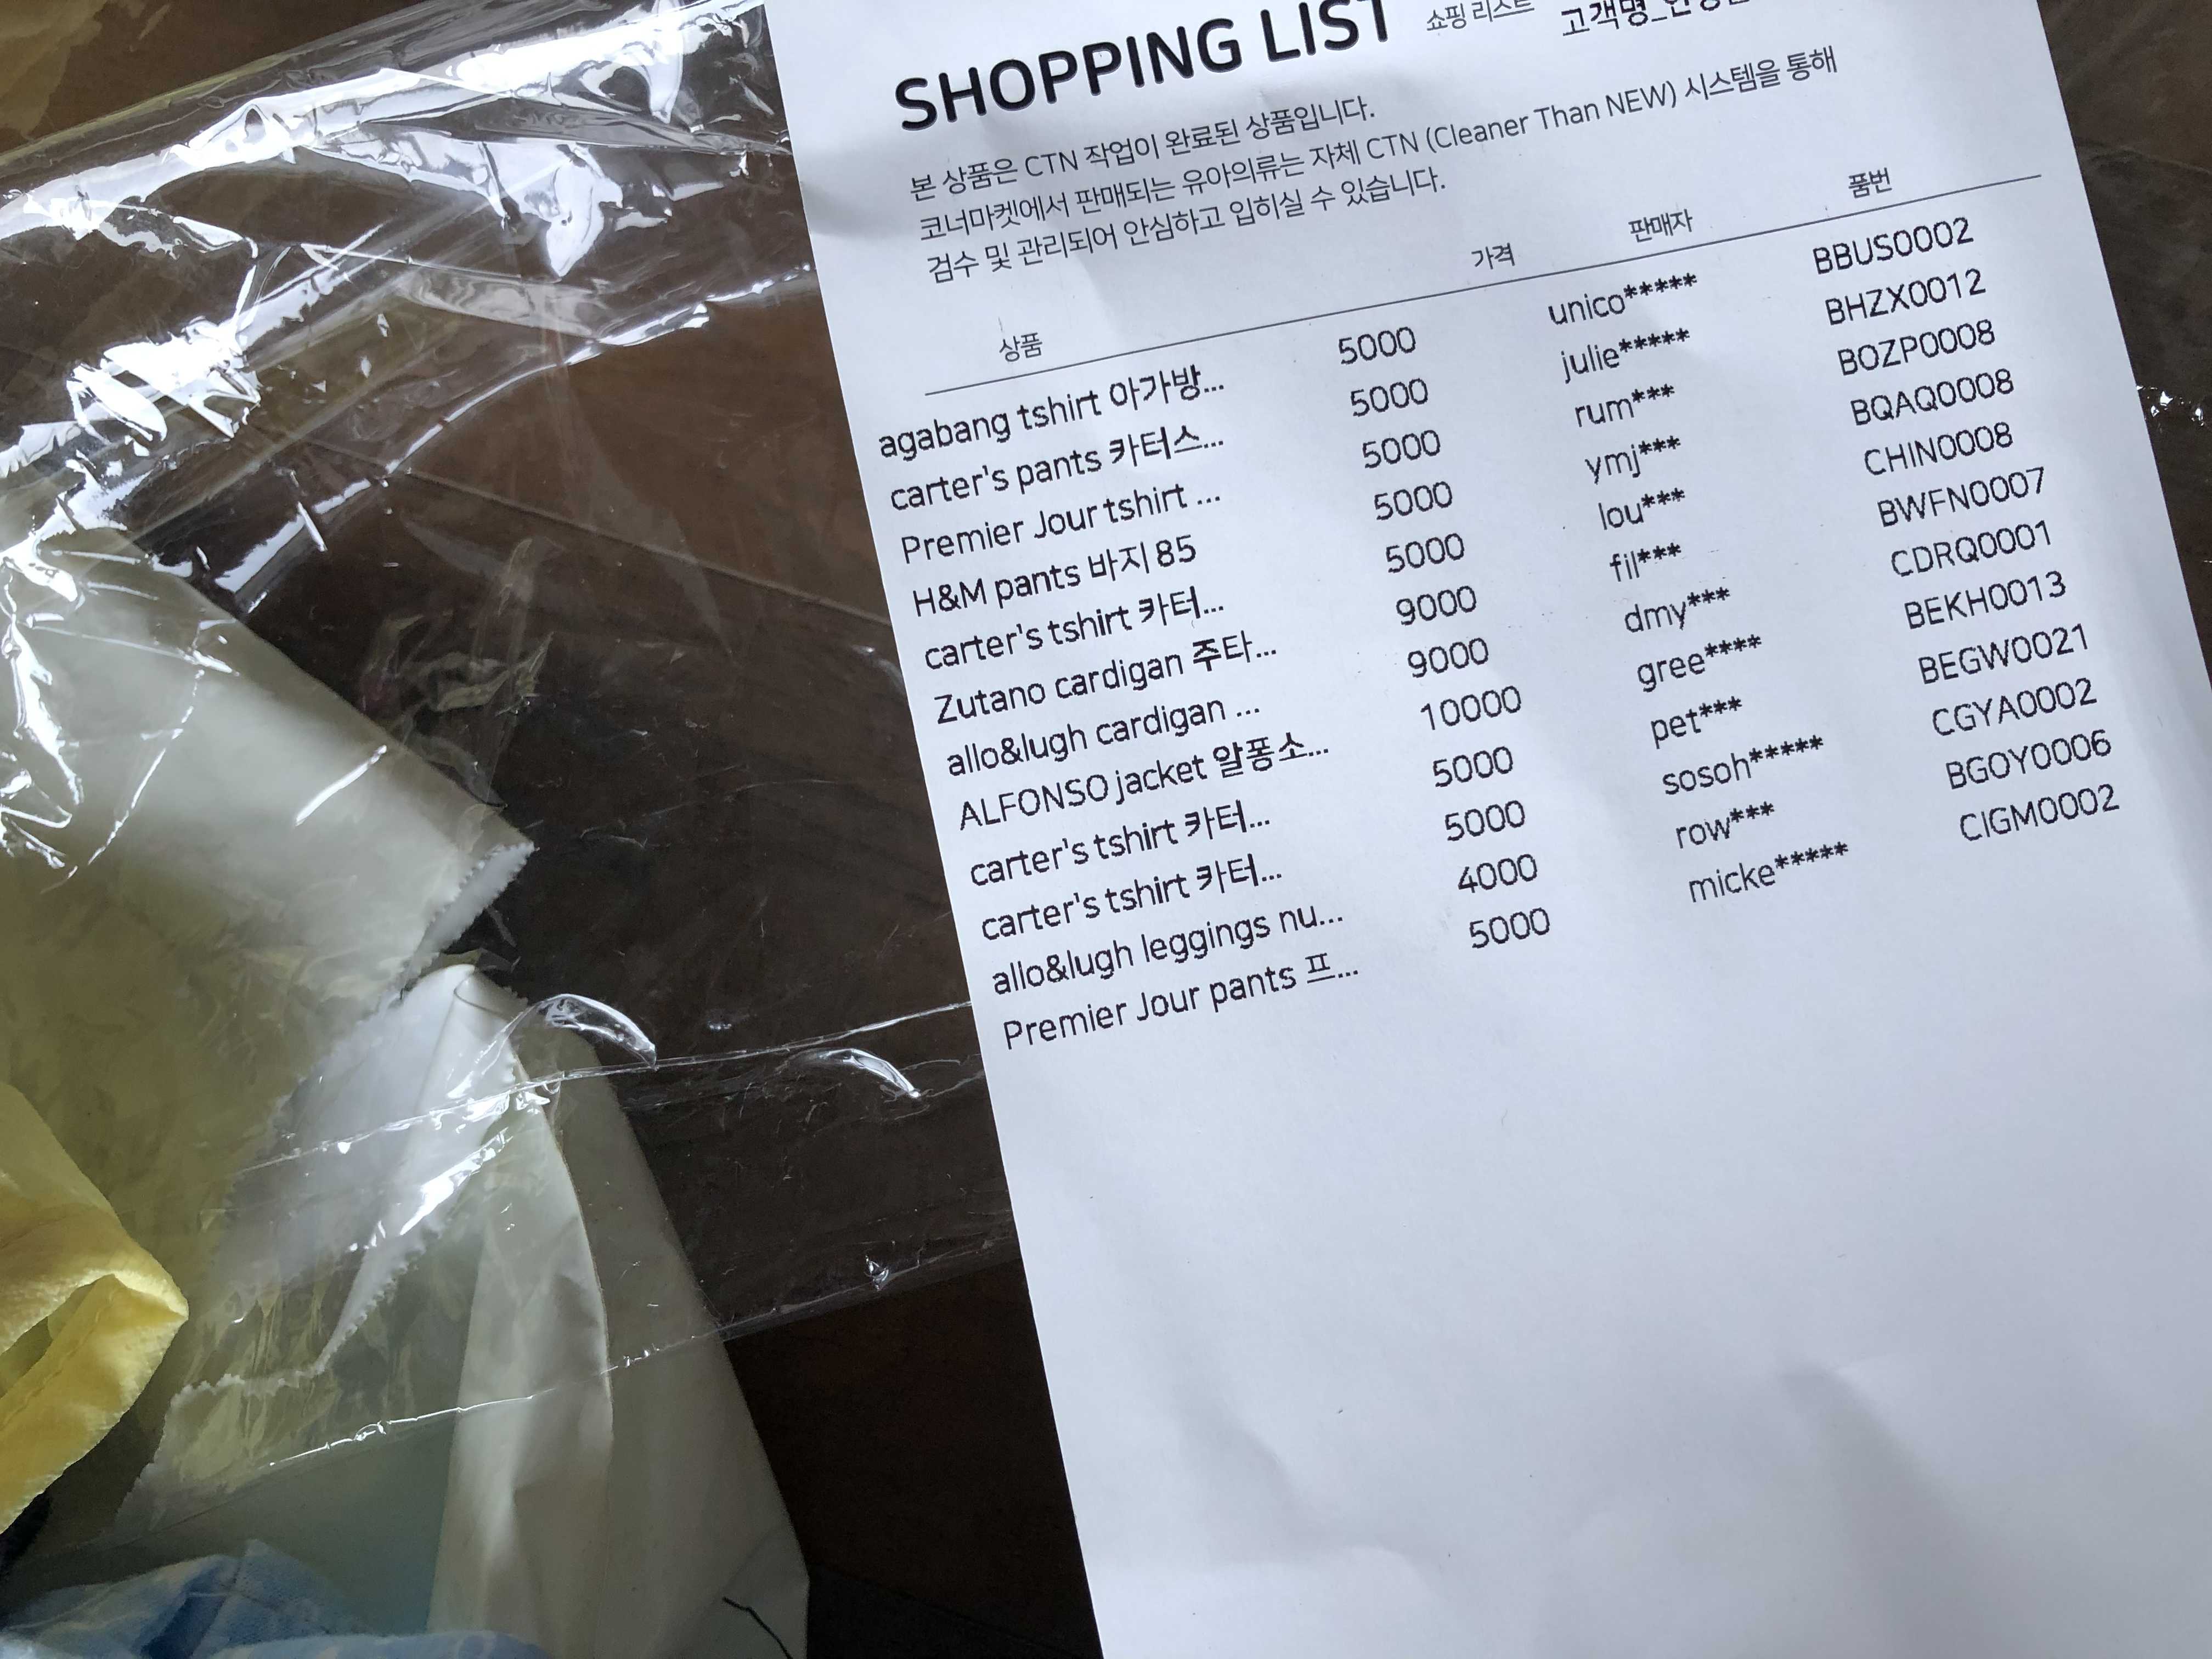 SHOPPING LIST 쇼핑 리스트
본 상품은 CTN 작업이 완료된 상품입니다.
코너마켓에서 판매되는 유아의류는 자체 CTN (Cleaner Than NEW) 시스템을 통해
검수 및 관리되어 안심하고 입히실 수 있습니다.
상품 가격 판매자 품번
agabang tshirt 아가방... 5000 unico***** BBUS0002
carter's pants 카터스... 5000 julie***** BHZX0012
Premier Jour tshirt ... 5000 rum*** BOZP0008
H&M pants 바지 85 5000 ymj*** BQAQ0008
carter's tshirt 카터... 5000 lou*** CHIN0008
Zutano cardigan 주타... 9000 fil*** BWFN0007
allo&lugh cardigan ... 9000 dmy*** CDRQ0001
ALFONSO jacket 알퐁소... 10000 gree**** BEKH0013
carter's tshirt 카터... 5000 pet*** BEGW0021
carter's tshirt 카터... 5000 sosoh***** CGYA0002
allo&lugh leggings nu... 4000 row*** BGOY0006
Premier Jour pants 프... 5000 micke***** CIGM0002